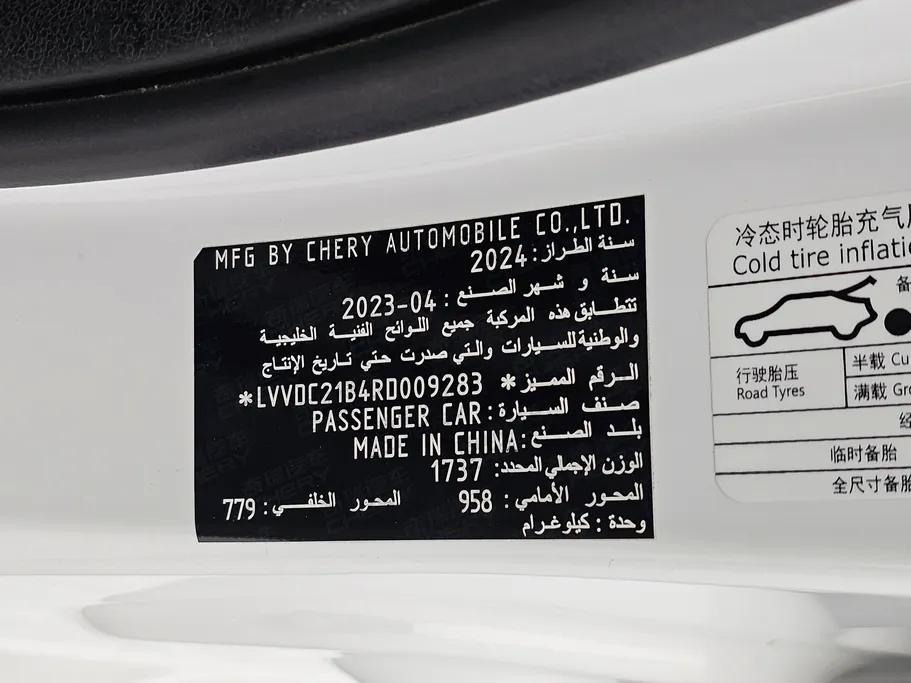 MFG BY CHERY AUTOMOBILE CO.,LTD.
سنة الطراز: 2024
سنة و شهر الصنع : 2023-04
تتطابق هذه المركبة جميع اللوائح الفنية الخليجية
والوطنية للسيارات والتي صدرت حتي تاريخ الإنتاج
الرقم المميز: *LVVDC21B4RD009283*
صنف السيارة: PASSENGER CAR
بلد الصنع: MADE IN CHINA
الوزن الإجمالي المحدد: 1737
المحور الأمامي: 958 المحور الخلفي: 779
وحدة : كيلوغرام
冷态时轮胎充气
Cold tire inflatio
备
行驶胎压
Road Tyres
半载 Cu
满载 Gro
经
临时备胎
全尺寸备胎